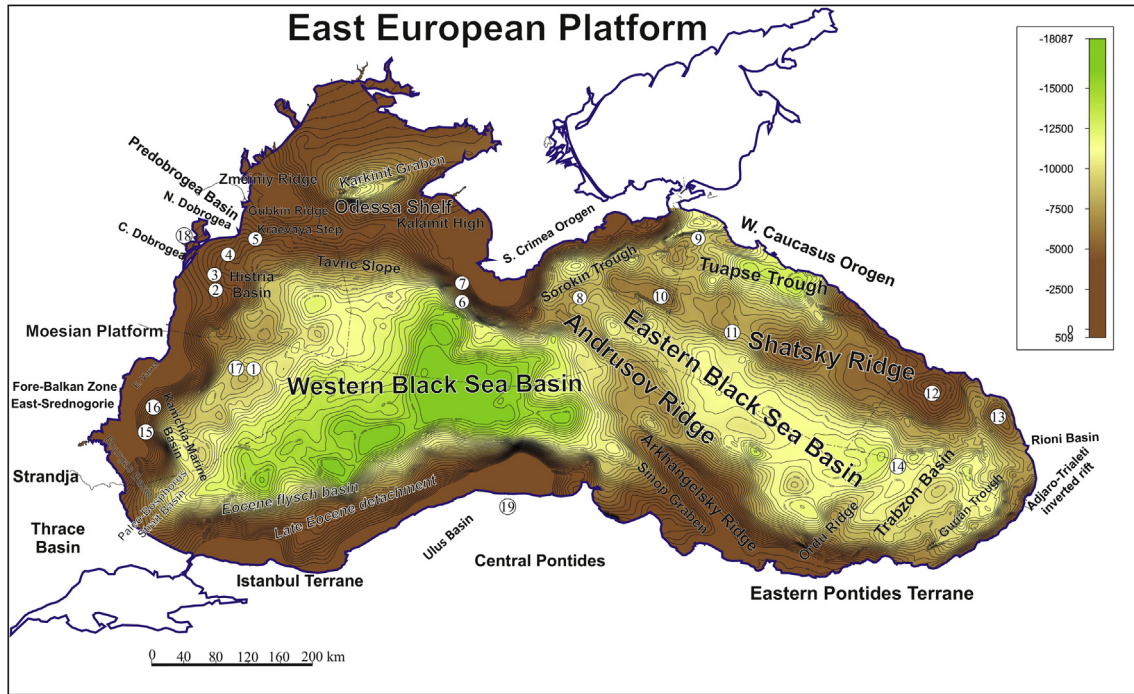 East European Platform
-18087
-15000
-12500
-10000
-7500
-5000
-2500
0
509
Predobrogea Basin
Zmeiniy Ridge
Karkinit Graben
N. Dobrogea
Gubkin Ridge
Odessa Shelf
Kalamit High
18
C. Dobrogea
5
Kraevaya Step
S. Crimea Orogen
9
W. Caucasus Orogen
4
Tavric Slope
Sorokin Trough
Tuapse Trough
3
Histria
Basin
2
7
6
8
10
Moesian Platform
11
Shatsky Ridge
Andrusov Ridge
Eastern Black Sea Basin
17
1
Western Black Sea Basin
Fore-Balkan Zone
East-Srednogorie
16
Kamchia-Marine
Basin
12
13
15
Rioni Basin
Adjaro-Trialeti
inverted rift
14
Strandja
Eocene flysch basin
Late Eocene detachment
Arkhangelsky Ridge
Sinop Graben
Ordu Ridge
Trabzon Basin
Gurian Trough
19
Thrace
Basin
Ulus Basin
Central Pontides
Istanbul Terrane
Eastern Pontides Terrane
0 40 80 120 160 200 km